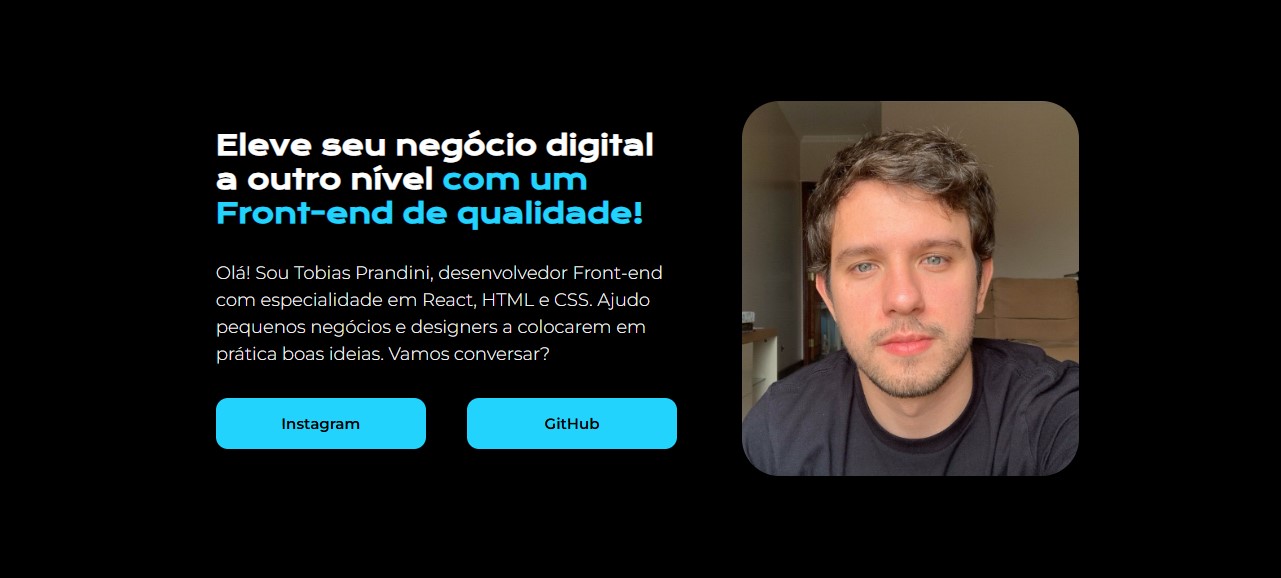 Eleve seu negócio digital
a outro nível com um
Front-end de qualidade!
Olá! Sou Tobias Prandini, desenvolvedor Front-end
com especialidade em React, HTML e CSS. Ajudo
pequenos negócios e designers a colocarem em
prática boas ideias. Vamos conversar?
Instagram
GitHub